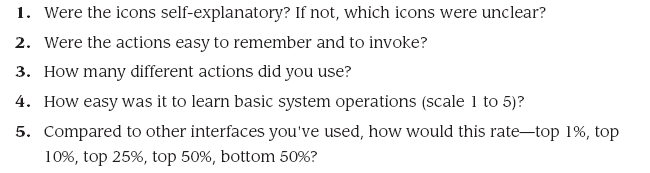 1. Were the icons self-explanatory? If not, which icons were unclear?
2. Were the actions easy to remember and to invoke?
3. How many different actions did you use?
4. How easy was it to learn basic system operations (scale 1 to 5)?
5. Compared to other interfaces you've used, how would this rate—top 1%, top
10%, top 25%, top 50%, bottom 50%?